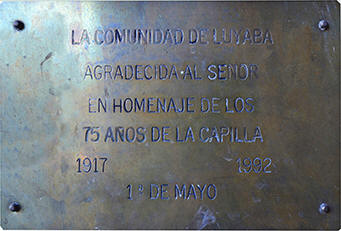 LA COMUNIDAD DE LUYABA
AGRADECIDA AL SEÑOR
EN HOMENAJE DE LOS
75 AÑOS DE LA CAPILLA
1917 1992
1º DE MAYO